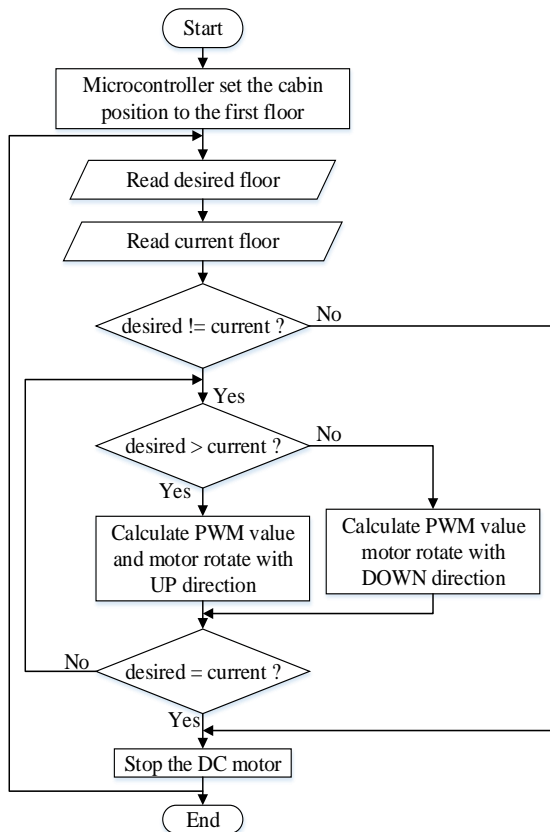 Start
Microcontroller set the cabin
position to the first floor
Read desired floor
Read current floor
desired != current ?
No
Yes
desired > current ?
No
Yes
Calculate PWM value
and motor rotate with
UP direction
Calculate PWM value
motor rotate with
DOWN direction
desired = current ?
No
Yes
Stop the DC motor
End